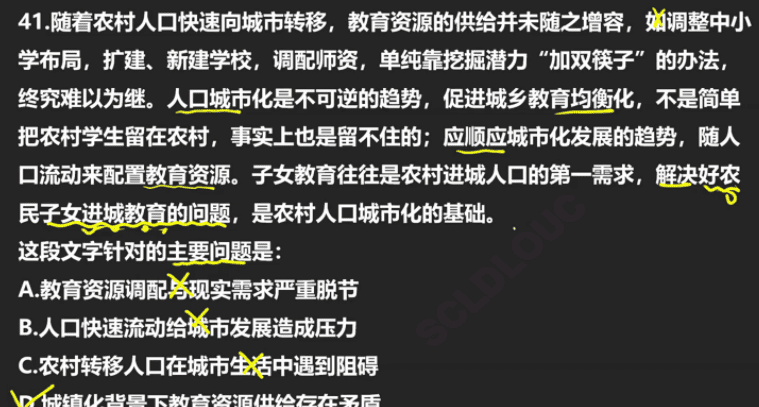 41.随着农村人口快速向城市转移，教育资源的供给并未随之增容，如调整中小
学布局，扩建、新建学校，调配师资，单纯靠挖掘潜力“加双筷子”的办法，
终究难以为继。人口城市化是不可逆的趋势，促进城乡教育均衡化，不是简单
把农村学生留在农村，事实上也是留不住的；应顺应城市化发展的趋势，随人
口流动来配置教育资源。子女教育往往是农村进城人口的第一需求，解决好农
民子女进城教育的问题，是农村人口城市化的基础。
这段文字针对的主要问题是：
A.教育资源调配与现实需求严重脱节
B.人口快速流动给城市发展造成压力
C.农村转移人口在城市生活中遇到阻碍
D.城镇化背景下教育资源供给存在矛盾
SCLDLOUG